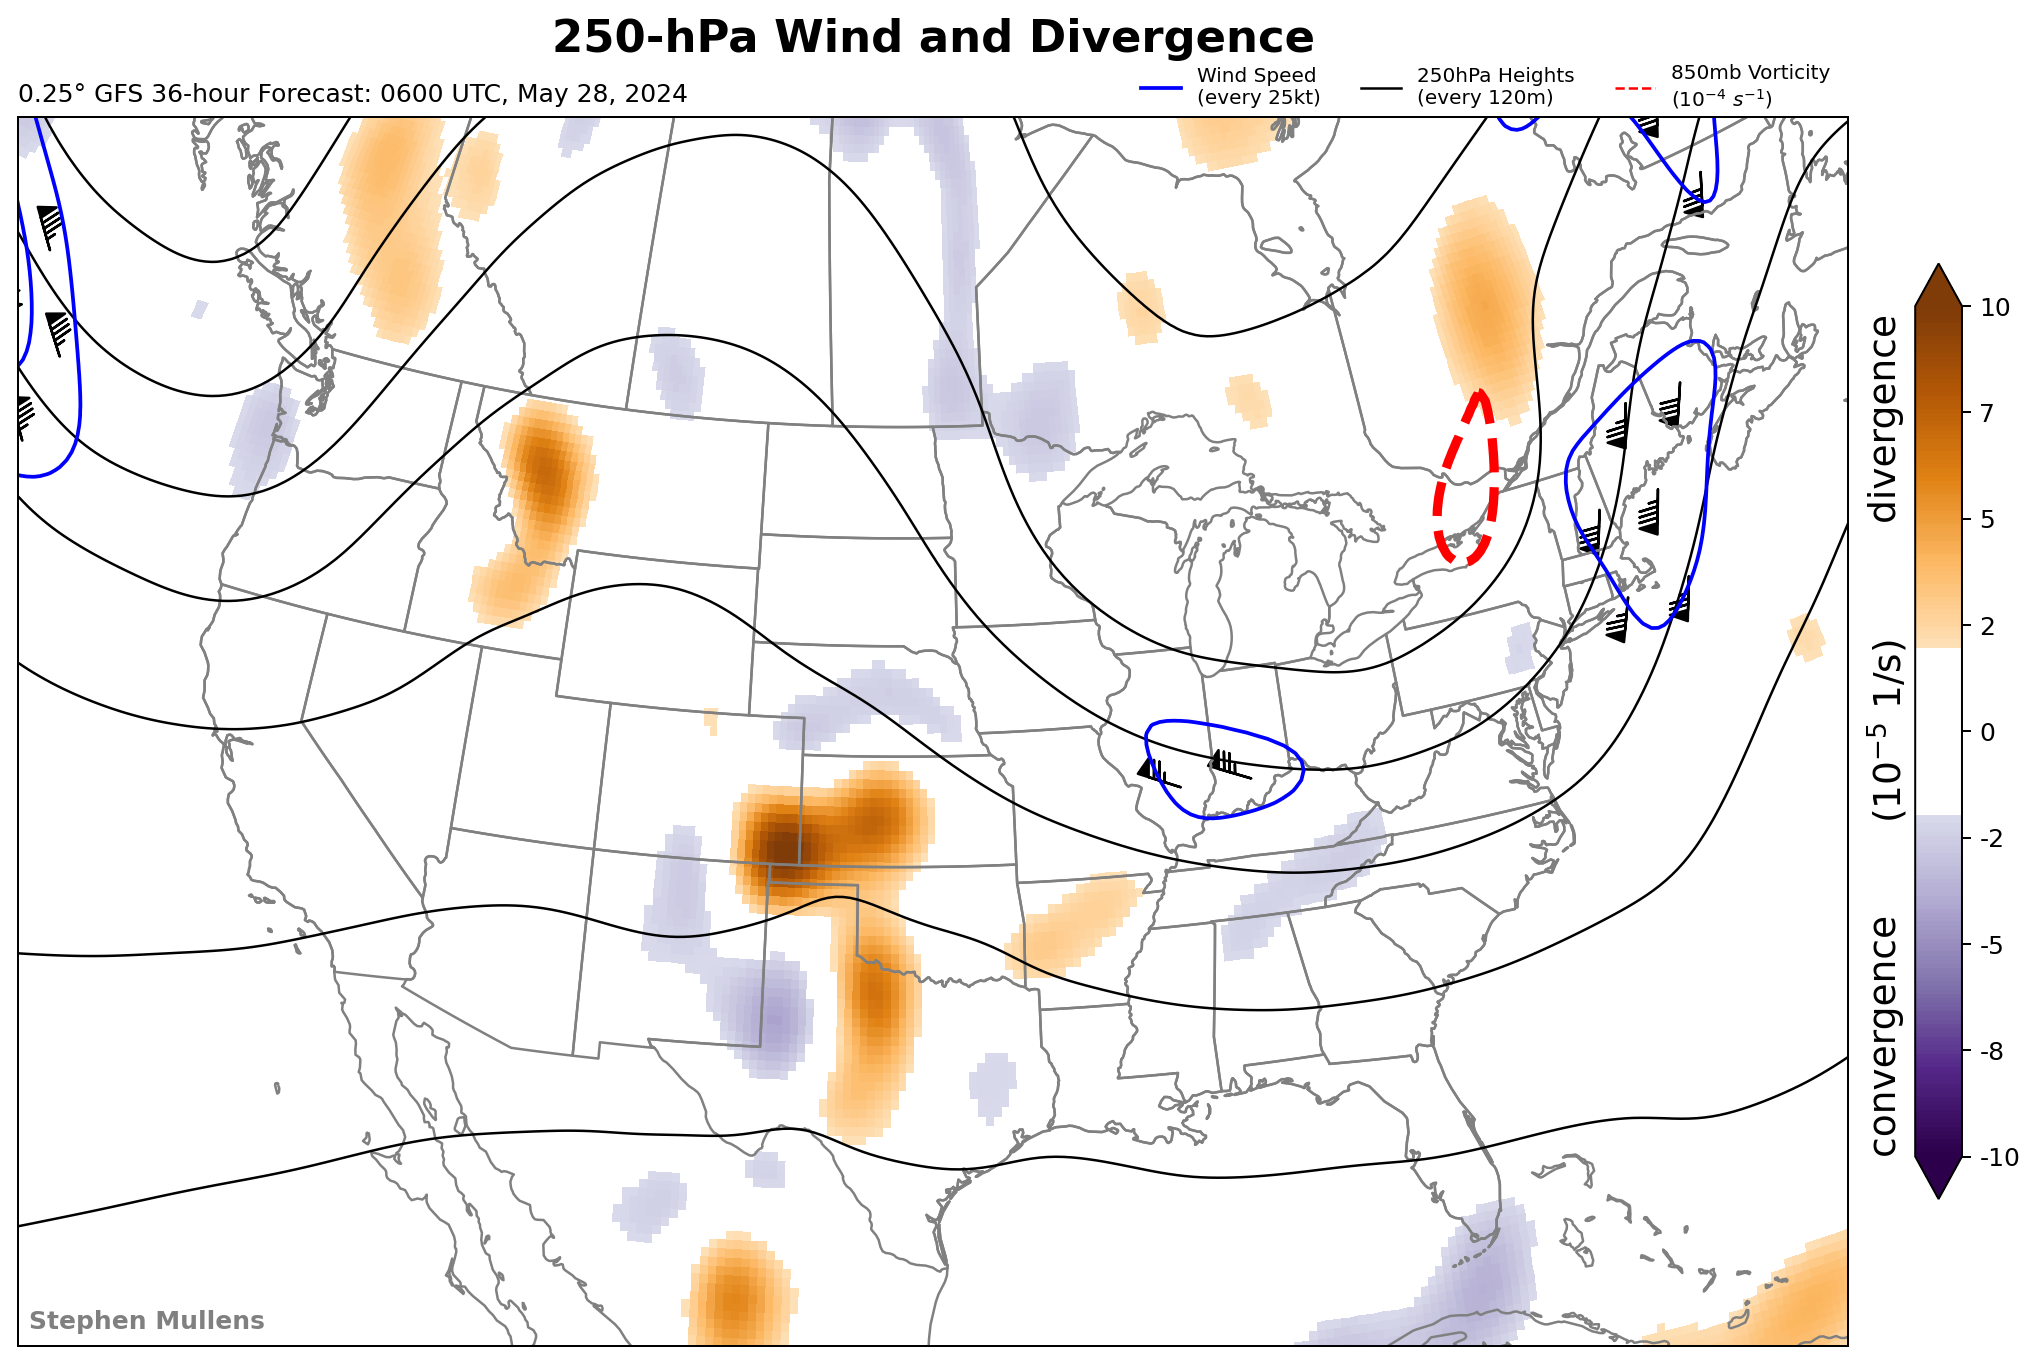 250-hPa Wind and Divergence
0.25° GFS 36-hour Forecast: 0600 UTC, May 28, 2024
Wind Speed
(every 25kt)
250hPa Heights
(every 120m)
850mb Vorticity
(10⁻⁴ s⁻¹)
10
7
5
2
0
-2
-5
-8
-10
convergence (10⁻⁵ 1/s) divergence
Stephen Mullens